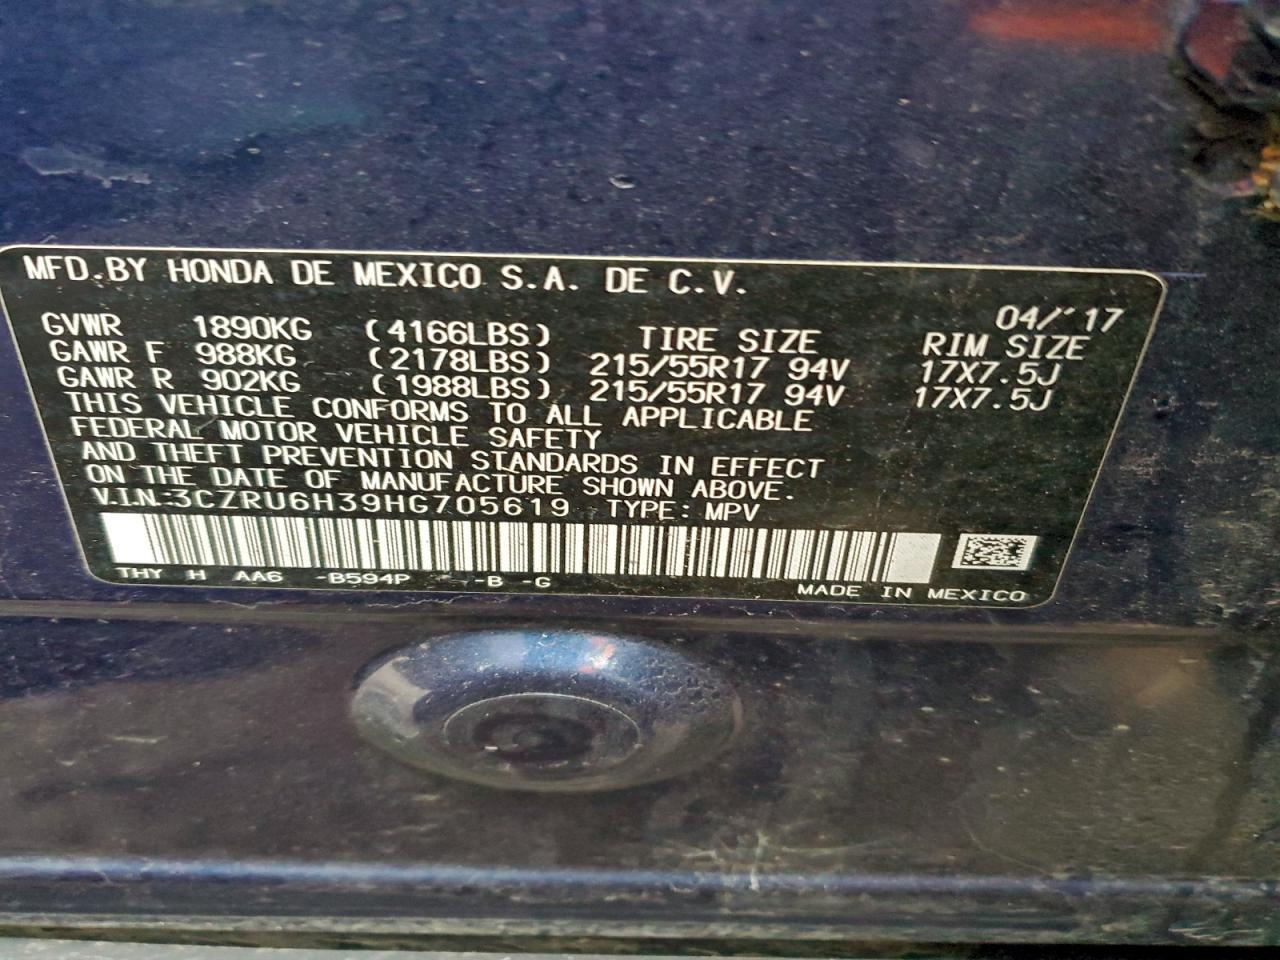 MFD.BY HONDA DE MEXICO S.A. DE C.V.
04/'17
GVWR 1890KG (4166LBS) TIRE SIZE RIM SIZE
GAWR F 988KG (2178LBS) 215/55R17 94V 17X7.5J
GAWR R 902KG (1988LBS) 215/55R17 94V 17X7.5J
THIS VEHICLE CONFORMS TO ALL APPLICABLE
FEDERAL MOTOR VEHICLE SAFETY
AND THEFT PREVENTION STANDARDS IN EFFECT
ON THE DATE OF MANUFACTURE SHOWN ABOVE.
V.I.N.:3CZRU6H39HG705619 TYPE: MPV
THY H AA6 -B594P -B -G
MADE IN MEXICO